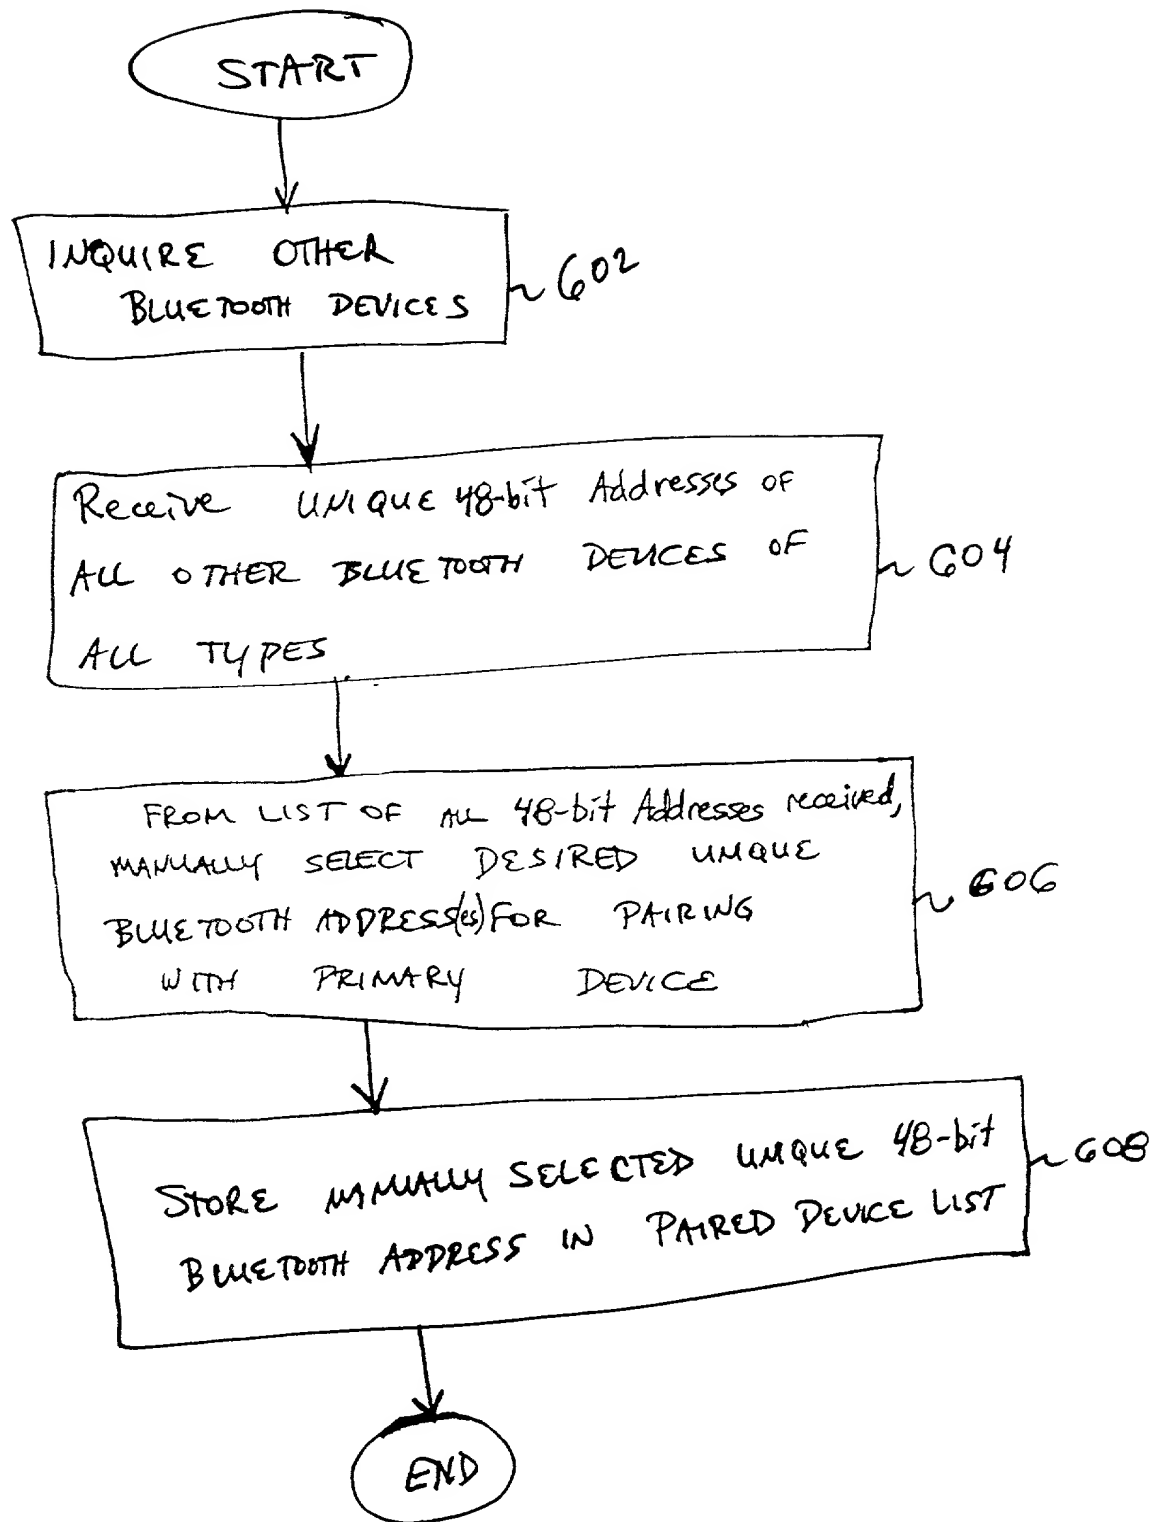 START
INQUIRE OTHER
BLUETOOTH DEVICES
602
Receive UNIQUE 48-bit Addresses OF
ALL OTHER BLUETOOTH DEVICES OF
ALL TYPES
604
FROM LIST OF ALL 48-bit Addresses received,
MANUALLY SELECT DESIRED UNIQUE
BLUETOOTH ADDRESS(es) FOR PAIRING
WITH PRIMARY DEVICE
606
STORE MANUALLY SELECTED UNIQUE 48-bit
BLUETOOTH ADDRESS IN PAIRED DEVICE LIST
608
END